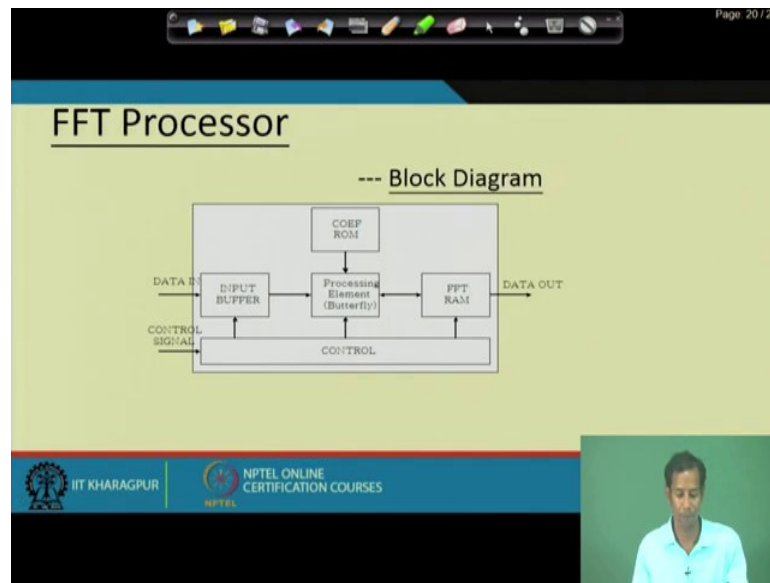 Page: 20/2
FFT Processor
--- Block Diagram
COEF
ROM
DATA IN
INPUT
BUFFER
Processing
Element
(Butterfly)
FFT
RAM
DATA OUT
CONTROL
SIGNAL
CONTROL
IIT KHARAGPUR
NPTEL
NPTEL ONLINE
CERTIFICATION COURSES